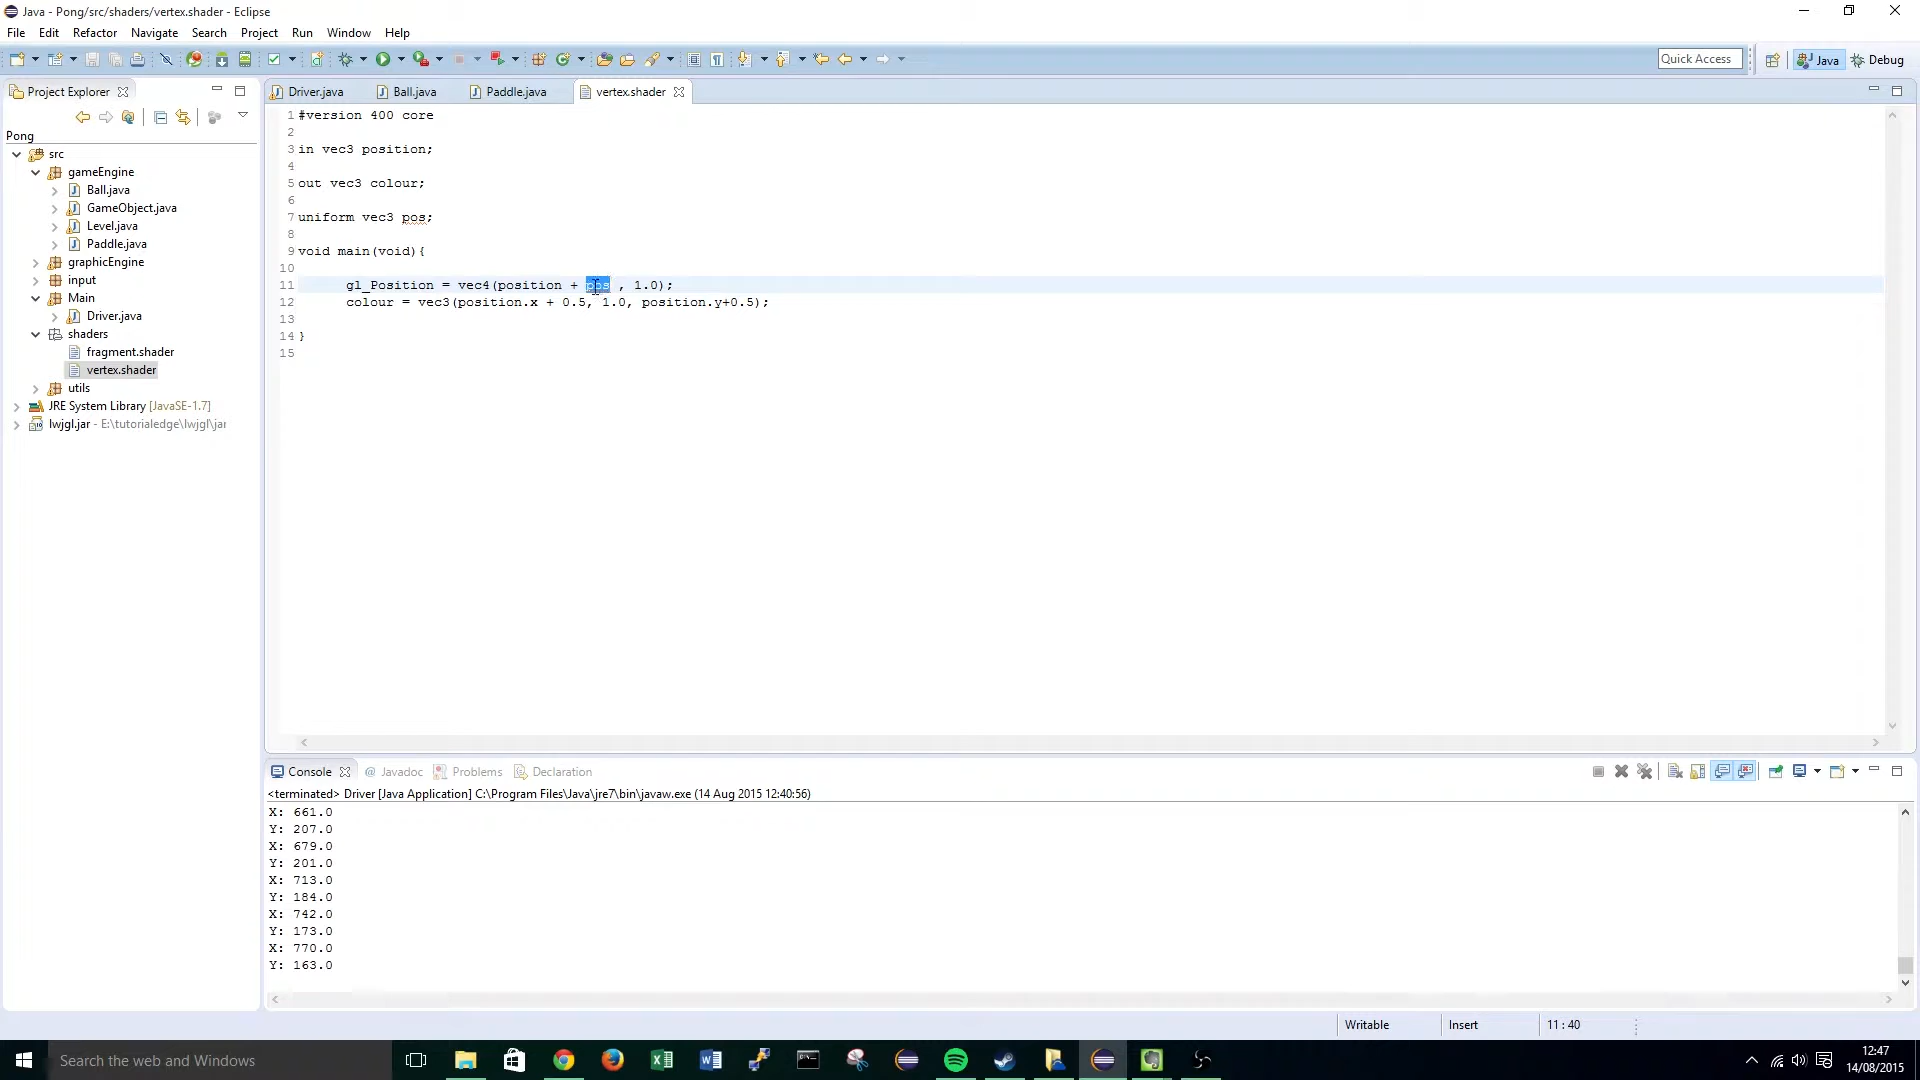 Java - Pong/src/shaders/vertex.shader - Eclipse
File Edit Refactor Navigate Search Project Run Window Help
Quick Access Java Debug
Project Explorer
Driver.java Ball.java Paddle.java vertex.shader
Pong
src
gameEngine
Ball.java
GameObject.java
Level.java
Paddle.java
graphicEngine
input
Main
Driver.java
shaders
fragment.shader
vertex.shader
utils
JRE System Library [JavaSE-1.7]
lwjgl.jar - E:\tutorialedge\lwjgl\jar
1 #version 400 core
2
3 in vec3 position;
4
5 out vec3 colour;
6
7 uniform vec3 pos;
8
9 void main(void){
10
11 gl_Position = vec4(position + pos , 1.0);
12 colour = vec3(position.x + 0.5, 1.0, position.y+0.5);
13
14 }
15
Console Javadoc Problems Declaration
<terminated> Driver [Java Application] C:\Program Files\Java\jre7\bin\javaw.exe (14 Aug 2015 12:40:56)
X: 661.0
Y: 207.0
X: 679.0
Y: 201.0
X: 713.0
Y: 184.0
X: 742.0
Y: 173.0
X: 770.0
Y: 163.0
Writable Insert 11 : 40
Search the web and Windows
12:47
14/08/2015